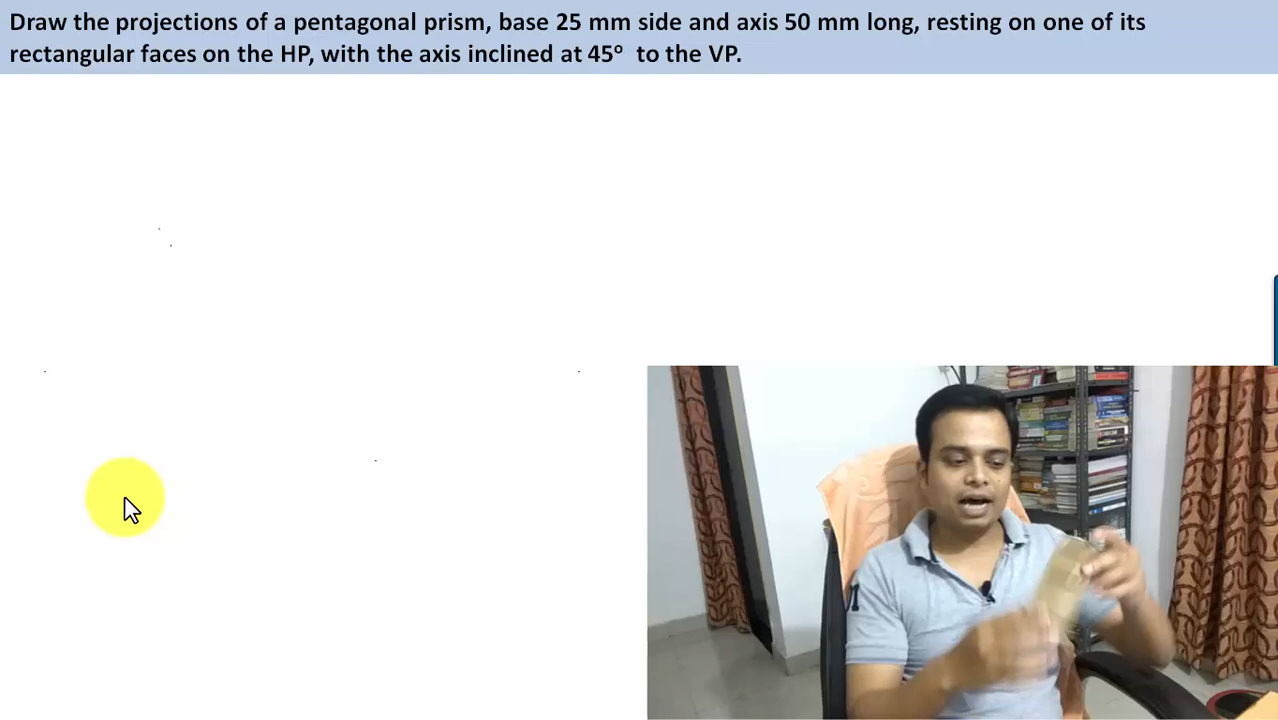 Draw the projections of a pentagonal prism, base 25 mm side and axis 50 mm long, resting on one of its
rectangular faces on the HP, with the axis inclined at 45° to the VP.